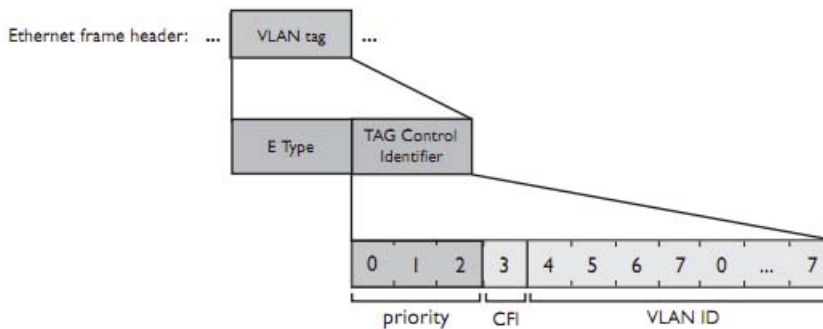 Ethernet frame header: ... VLAN tag ...
E Type TAG Control
Identifier
0 1 2 3 4 5 6 7 0 ... 7
priority CFI VLAN ID